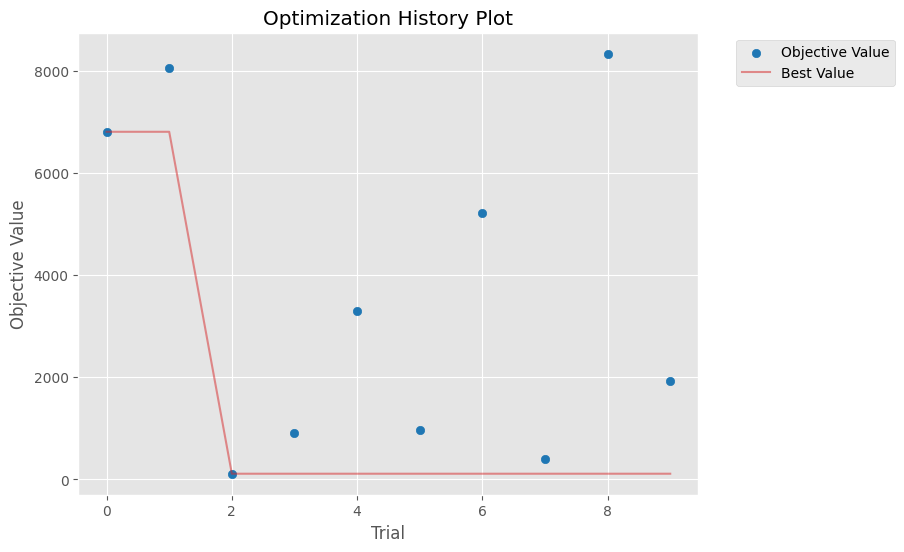 Optimization History Plot
Objective Value
Best Value
8000
6000
4000
2000
0
Objective Value
0
2
4
6
8
Trial